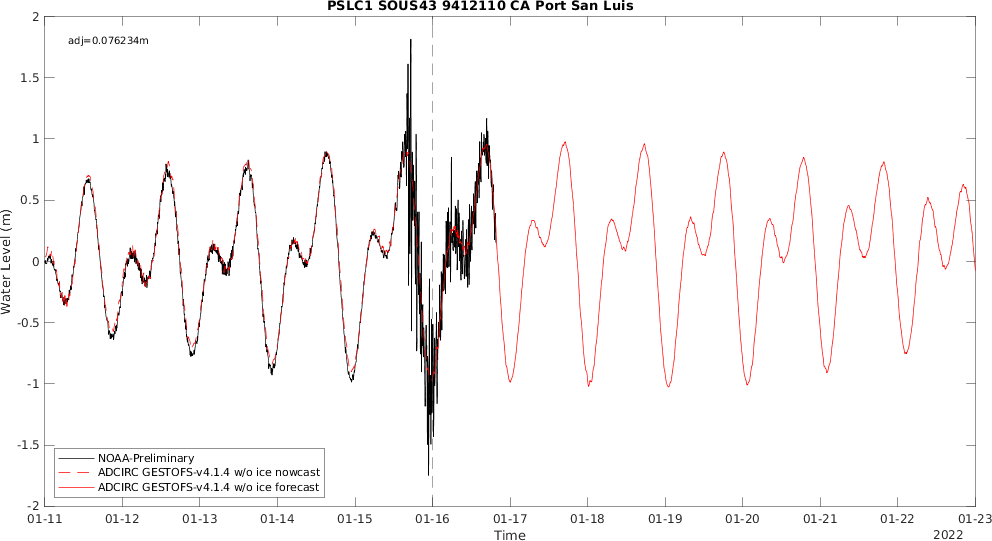 PSLC1 SOUS43 9412110 CA Port San Luis
adj=0.076234m
2
1.5
1
0.5
0
-0.5
-1
-1.5
-2
Water Level (m)
NOAA-Preliminary
ADCIRC GESTOFS-v4.1.4 w/o ice nowcast
ADCIRC GESTOFS-v4.1.4 w/o ice forecast
01-11 01-12 01-13 01-14 01-15 01-16 01-17 01-18 01-19 01-20 01-21 01-22 01-23
Time
2022